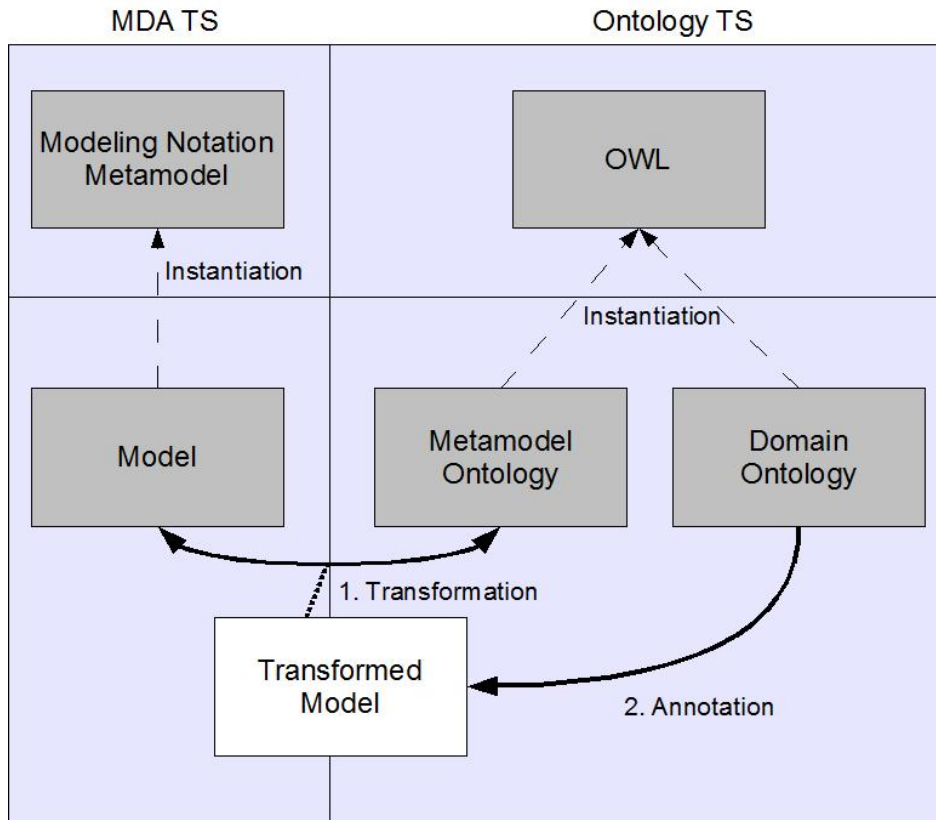 MDA TS
Ontology TS
Modeling Notation
Metamodel
OWL
Instantiation
Instantiation
Model
Metamodel
Ontology
Domain
Ontology
1. Transformation
Transformed
Model
2. Annotation